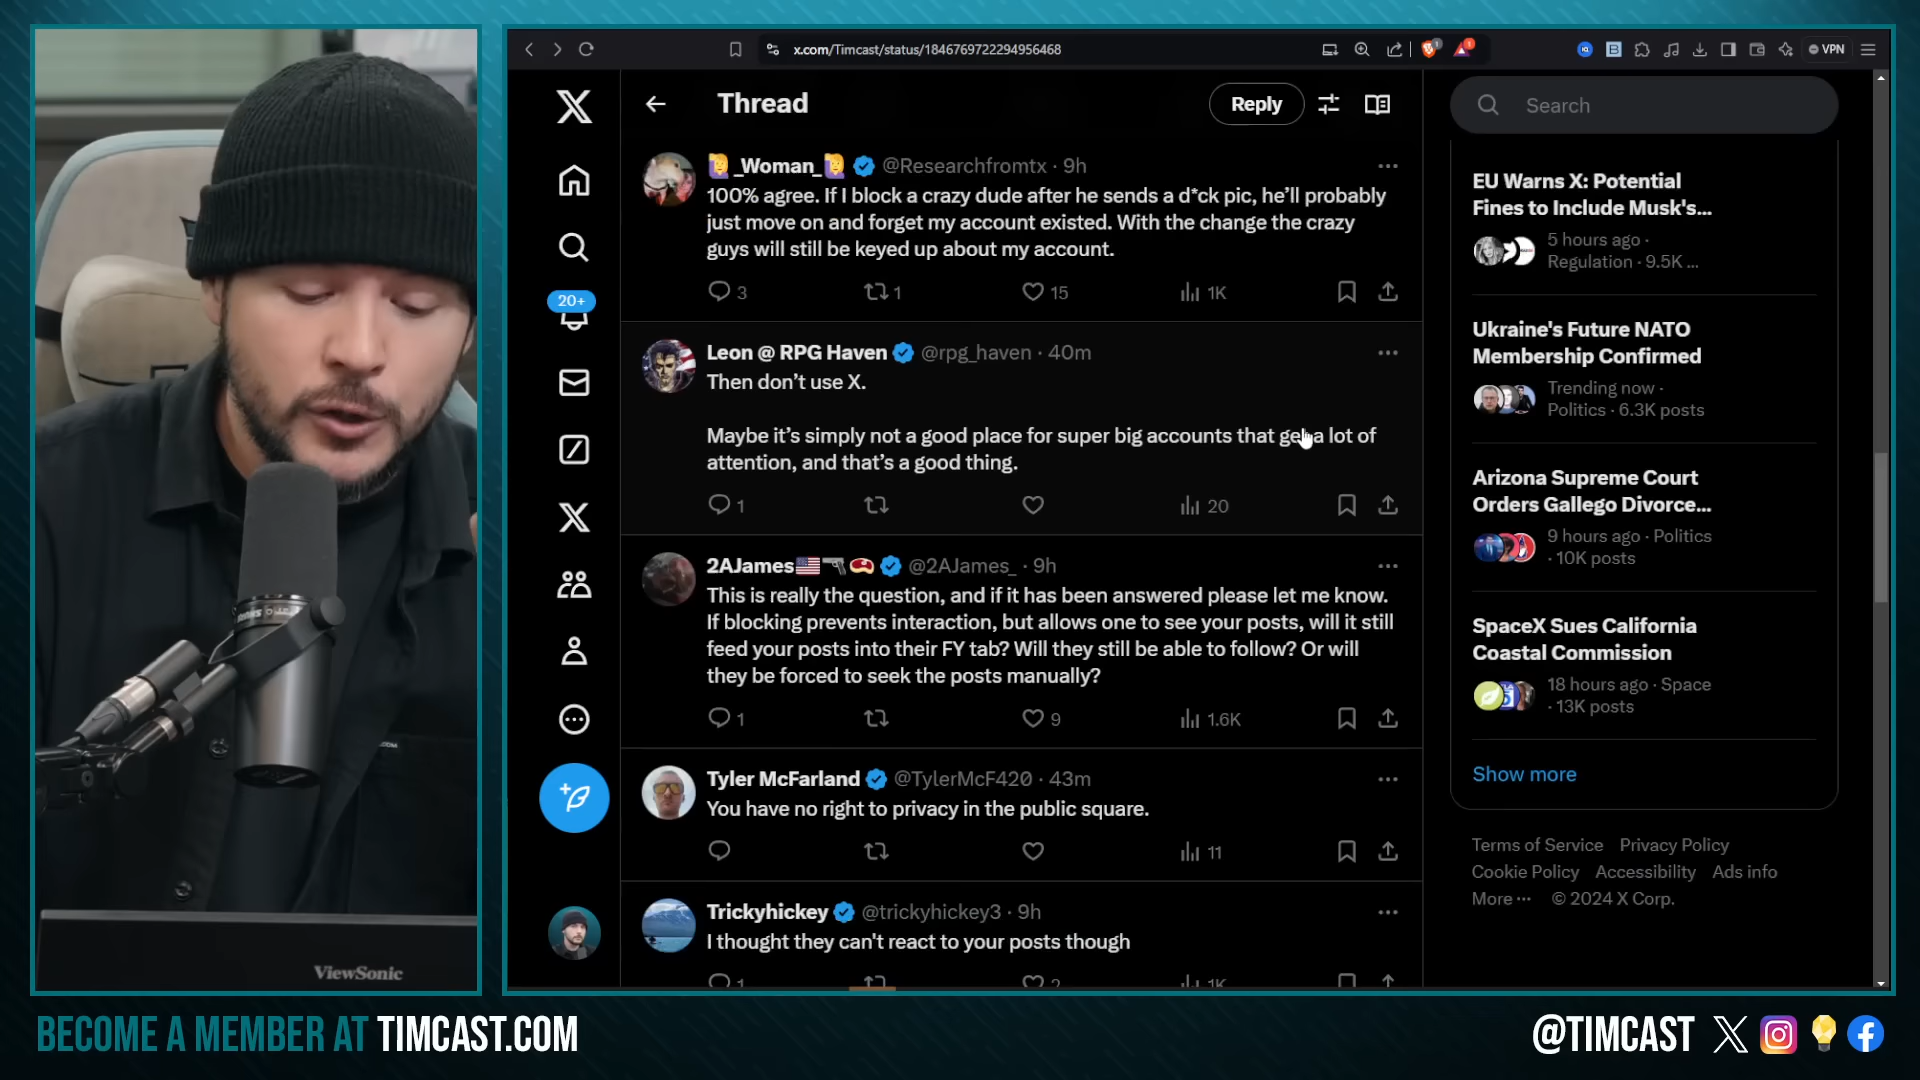 x.com/Timcast/status/1846769722294956468
VPN
Thread
Reply
Search
20+
_Woman_ @Researchfromtx · 9h
100% agree. If I block a crazy dude after he sends a d*ck pic, he'll probably
just move on and forget my account existed. With the change the crazy
guys will still be keyed up about my account.
3 1 15 1K
Leon @ RPG Haven @rpg_haven · 40m
Then don't use X.
Maybe it's simply not a good place for super big accounts that a lot of
attention, and that's a good thing.
1 20
2AJames @2AJames_ · 9h
This is really the question, and if it has been answered please let me know.
If blocking prevents interaction, but allows one to see your posts, will it still
feed your posts into their FY tab? Will they still be able to follow? Or will
they be forced to seek the posts manually?
1 9 1.6K
Tyler McFarland @TylerMcF420 · 43m
You have no right to privacy in the public square.
11
Trickyhickey @trickyhickey3 · 9h
I thought they can't react to your posts though
1 2 1K
EU Warns X: Potential
Fines to Include Musk's...
5 hours ago ·
Regulation · 9.5K ...
Ukraine's Future NATO
Membership Confirmed
Trending now ·
Politics · 6.3K posts
Arizona Supreme Court
Orders Gallego Divorce...
9 hours ago · Politics
· 10K posts
SpaceX Sues California
Coastal Commission
18 hours ago · Space
· 13K posts
Show more
Terms of Service Privacy Policy
Cookie Policy Accessibility Ads info
More ··· © 2024 X Corp.
ViewSonic
BECOME A MEMBER AT TIMCAST.COM
@TIMCAST